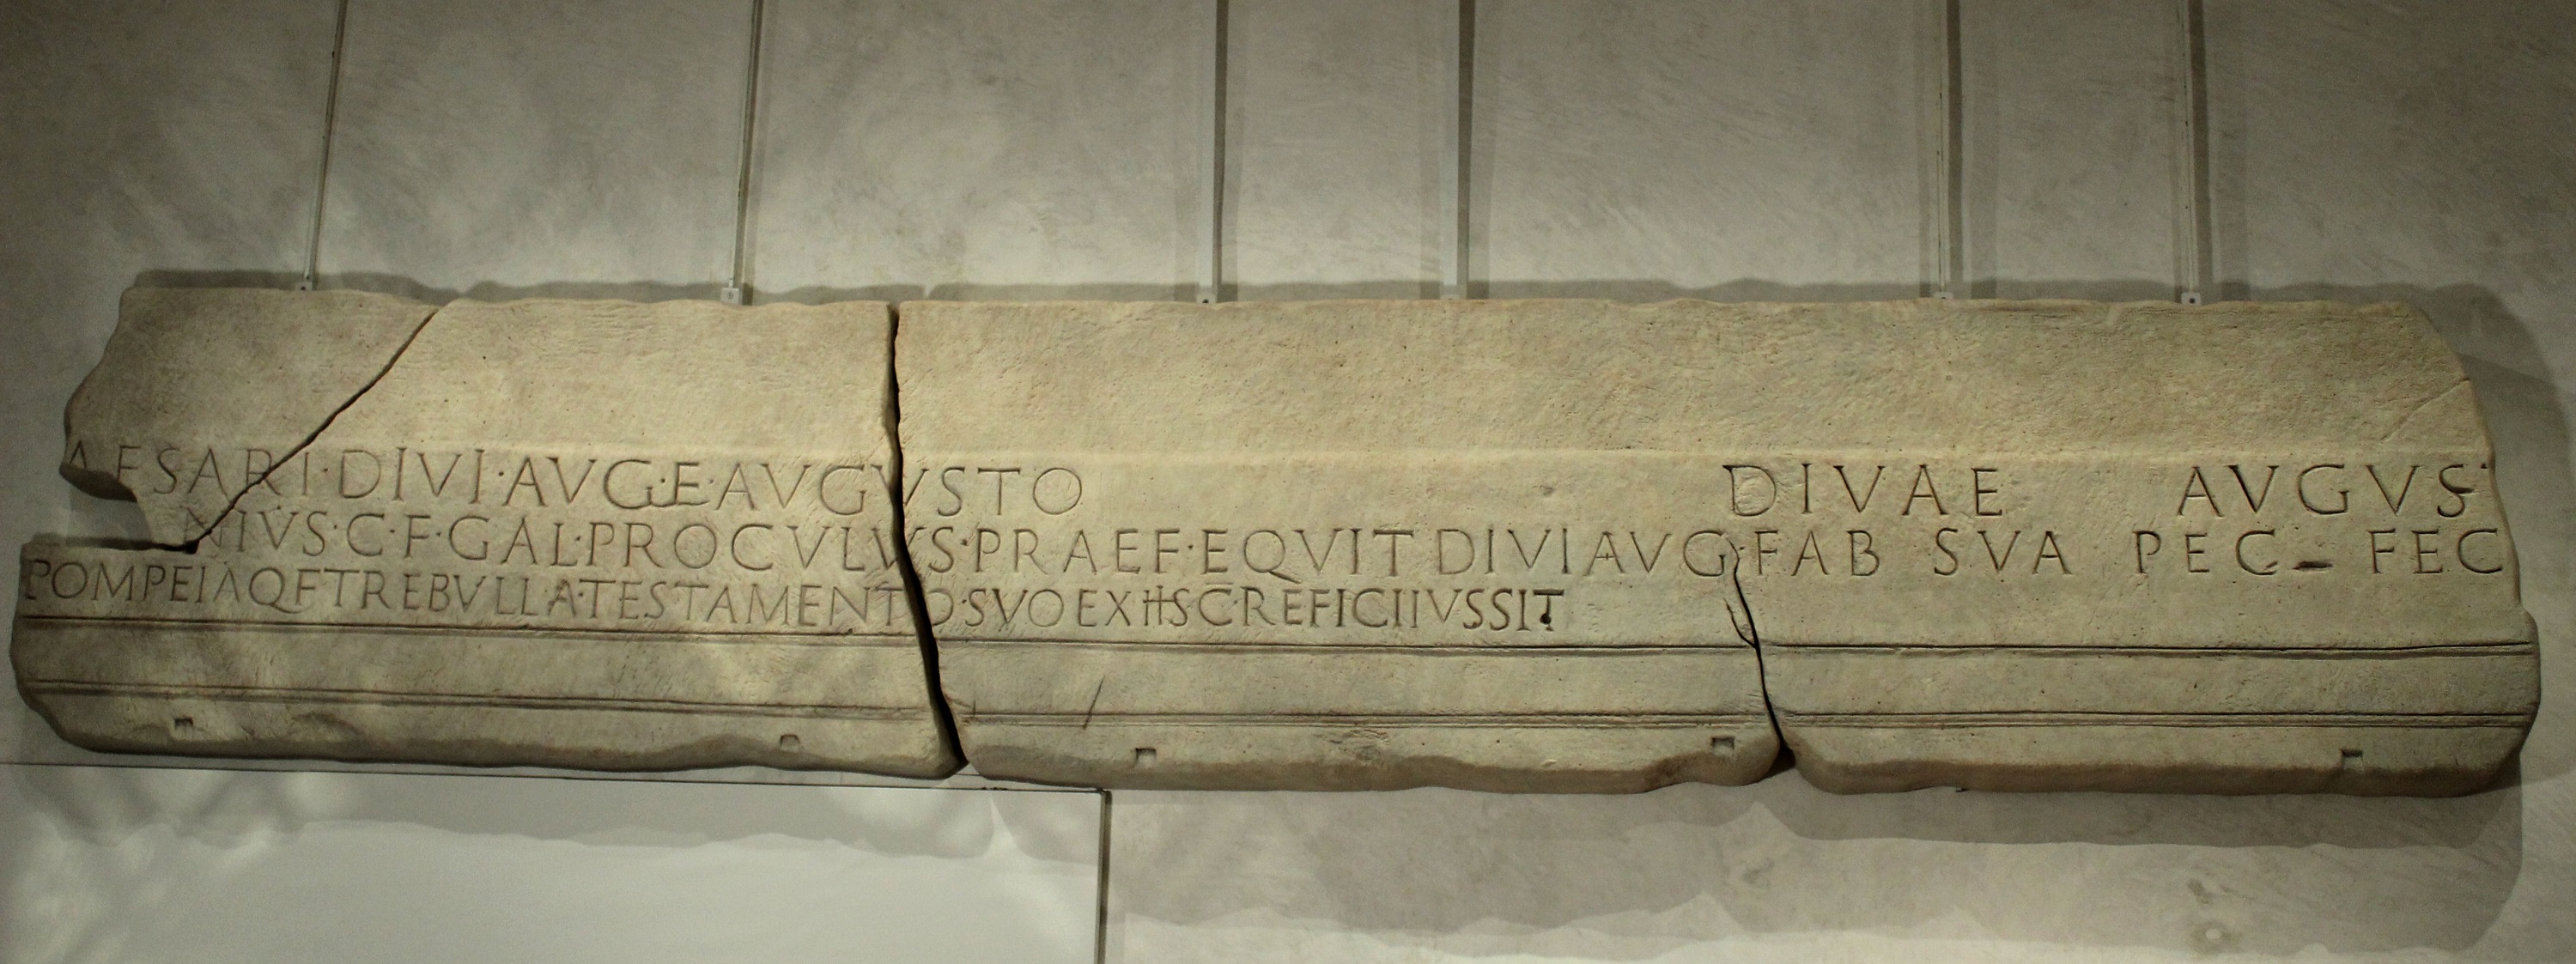 AESARI·DIVI·AVG·F·AVGVSTO DIVAE AVGVS
NIVS·C·F·GAL·PROCVLVS·PRAEF·EQVIT DIVI AVG·FAB SVA PEC FEC
POMPEIA Q F TREBVLLA·TESTAMENTO·SVO EX HS C·REFICI IVSSIT